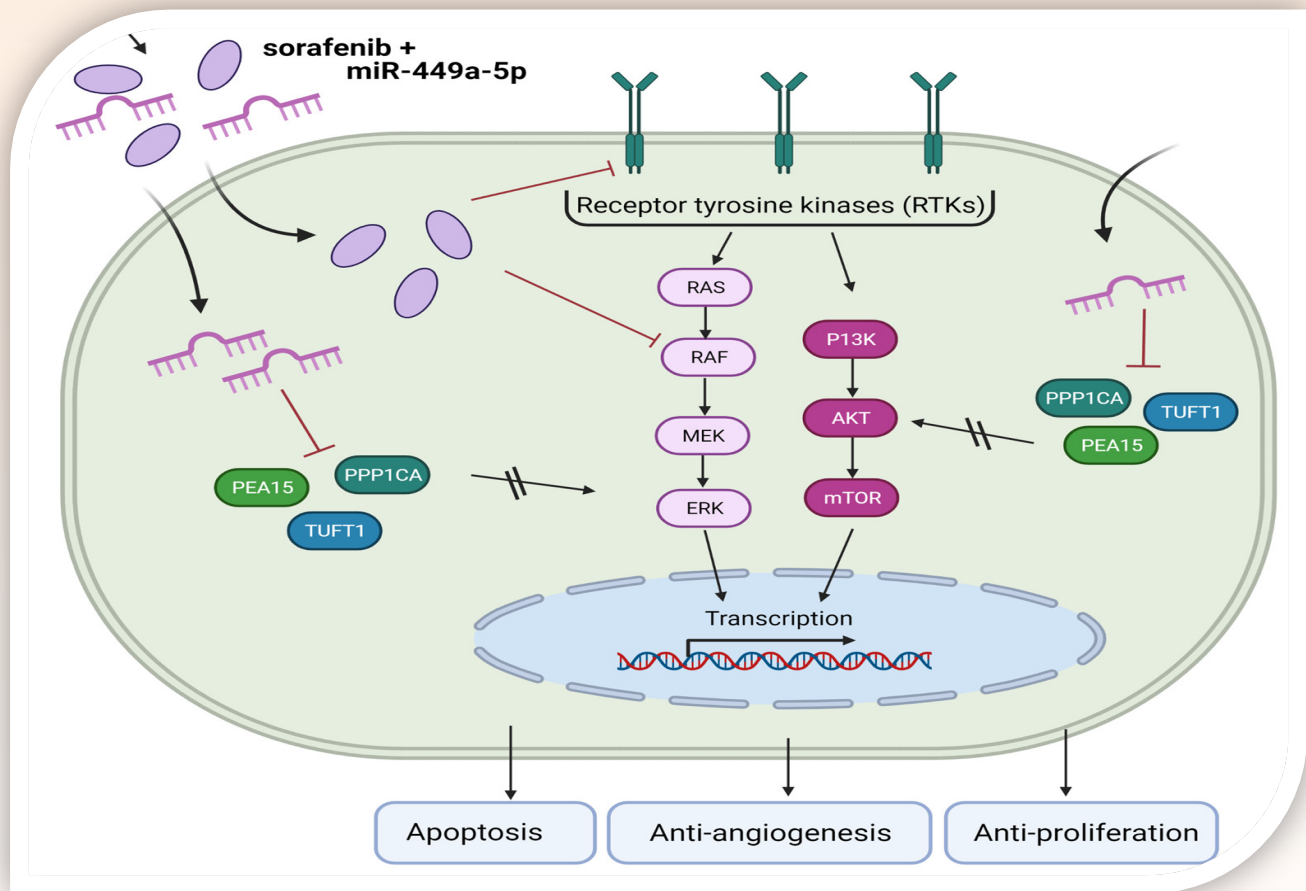 sorafenib +
miR-449a-5p
Receptor tyrosine kinases (RTKs)
RAS
RAF
MEK
ERK
P13K
AKT
mTOR
PPP1CA
TUFT1
PEA15
PEA15
PPP1CA
TUFT1
Transcription
Apoptosis
Anti-angiogenesis
Anti-proliferation